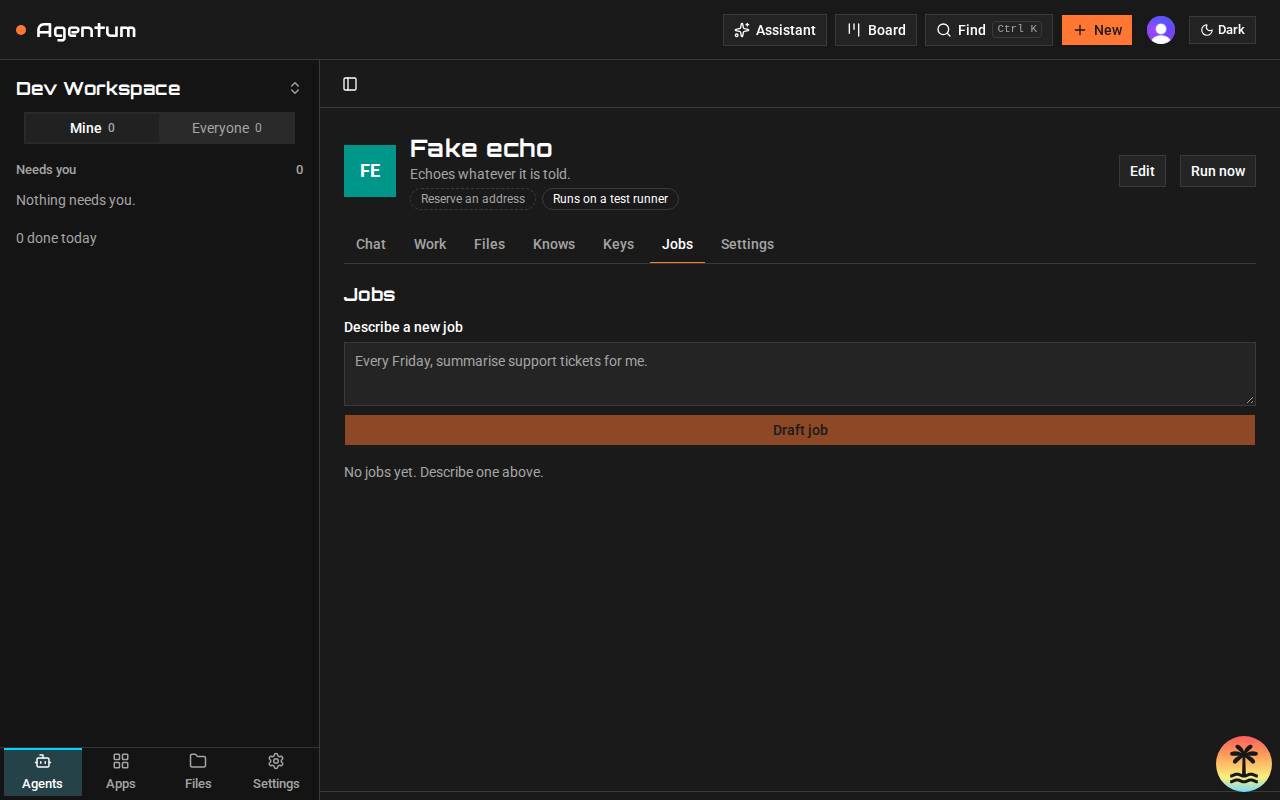 Agentum
Assistant
Board
Find Ctrl K
New
Dark
Dev Workspace
Mine 0
Everyone 0
Needs you 0
Nothing needs you.
0 done today
FE
Fake echo
Echoes whatever it is told.
Reserve an address
Runs on a test runner
Edit
Run now
Chat
Work
Files
Knows
Keys
Jobs
Settings
Jobs
Describe a new job
Every Friday, summarise support tickets for me.
Draft job
No jobs yet. Describe one above.
Agents
Apps
Files
Settings